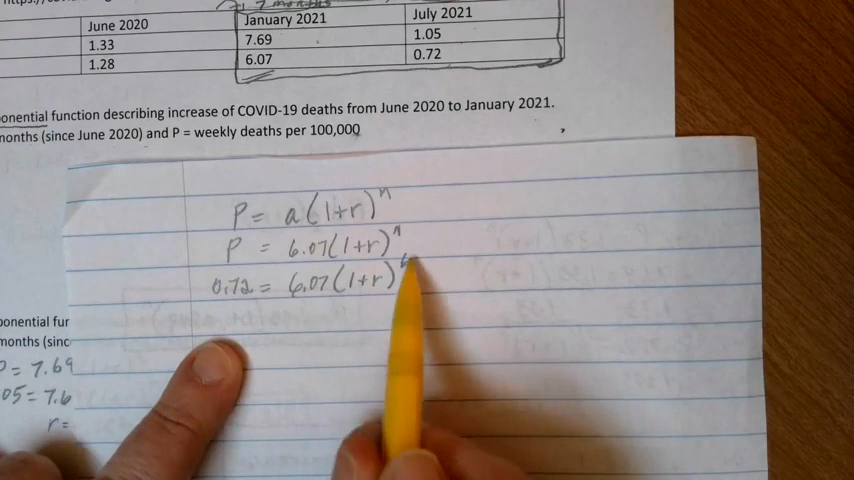 7 months
June 2020 January 2021 July 2021
1.33 7.69 1.05
1.28 6.07 0.72
onential function describing increase of COVID-19 deaths from June 2020 to January 2021.
months (since June 2020) and P = weekly deaths per 100,000
P = a(1+r)^n
P = 6.07(1+r)^n
0.72 = 6.07(1+r)^6
ponential fur
months (sinc
P = 7.69
.05 = 7.6
r =